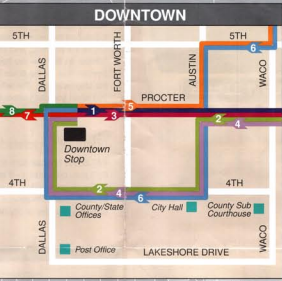 DOWNTOWN
5TH
5TH
6
DALLAS
FORT WORTH
AUSTIN
WACO
PROCTER
8
7
1
3
5
2
4
Downtown
Stop
4TH
4TH
2
4
6
County/State
Offices
City Hall
County Sub
Courthouse
DALLAS
Post Office
LAKESHORE DRIVE
WACO